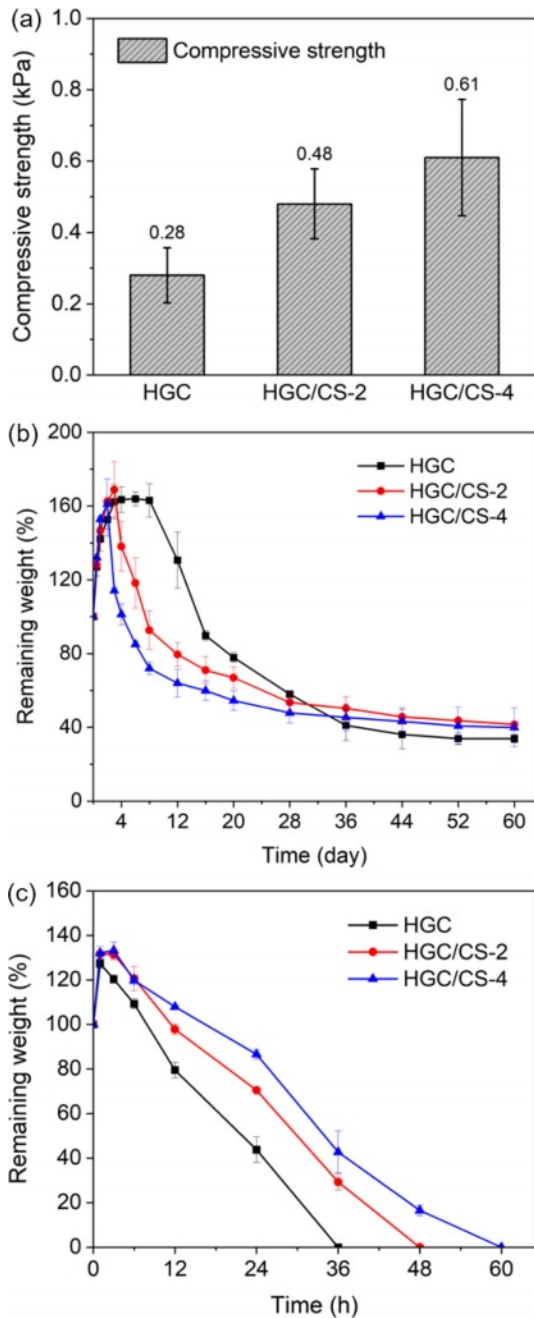 (a)
1.0
0.8
0.6
0.4
0.2
0.0
Compressive strength (kPa)
Compressive strength
0.28
0.48
0.61
HGC
HGC/CS-2
HGC/CS-4
(b)
200
160
120
80
40
0
Remaining weight (%)
HGC
HGC/CS-2
HGC/CS-4
4 12 20 28 36 44 52 60
Time (day)
(c)
160
140
120
100
80
60
40
20
0
Remaining weight (%)
HGC
HGC/CS-2
HGC/CS-4
0 12 24 36 48 60
Time (h)